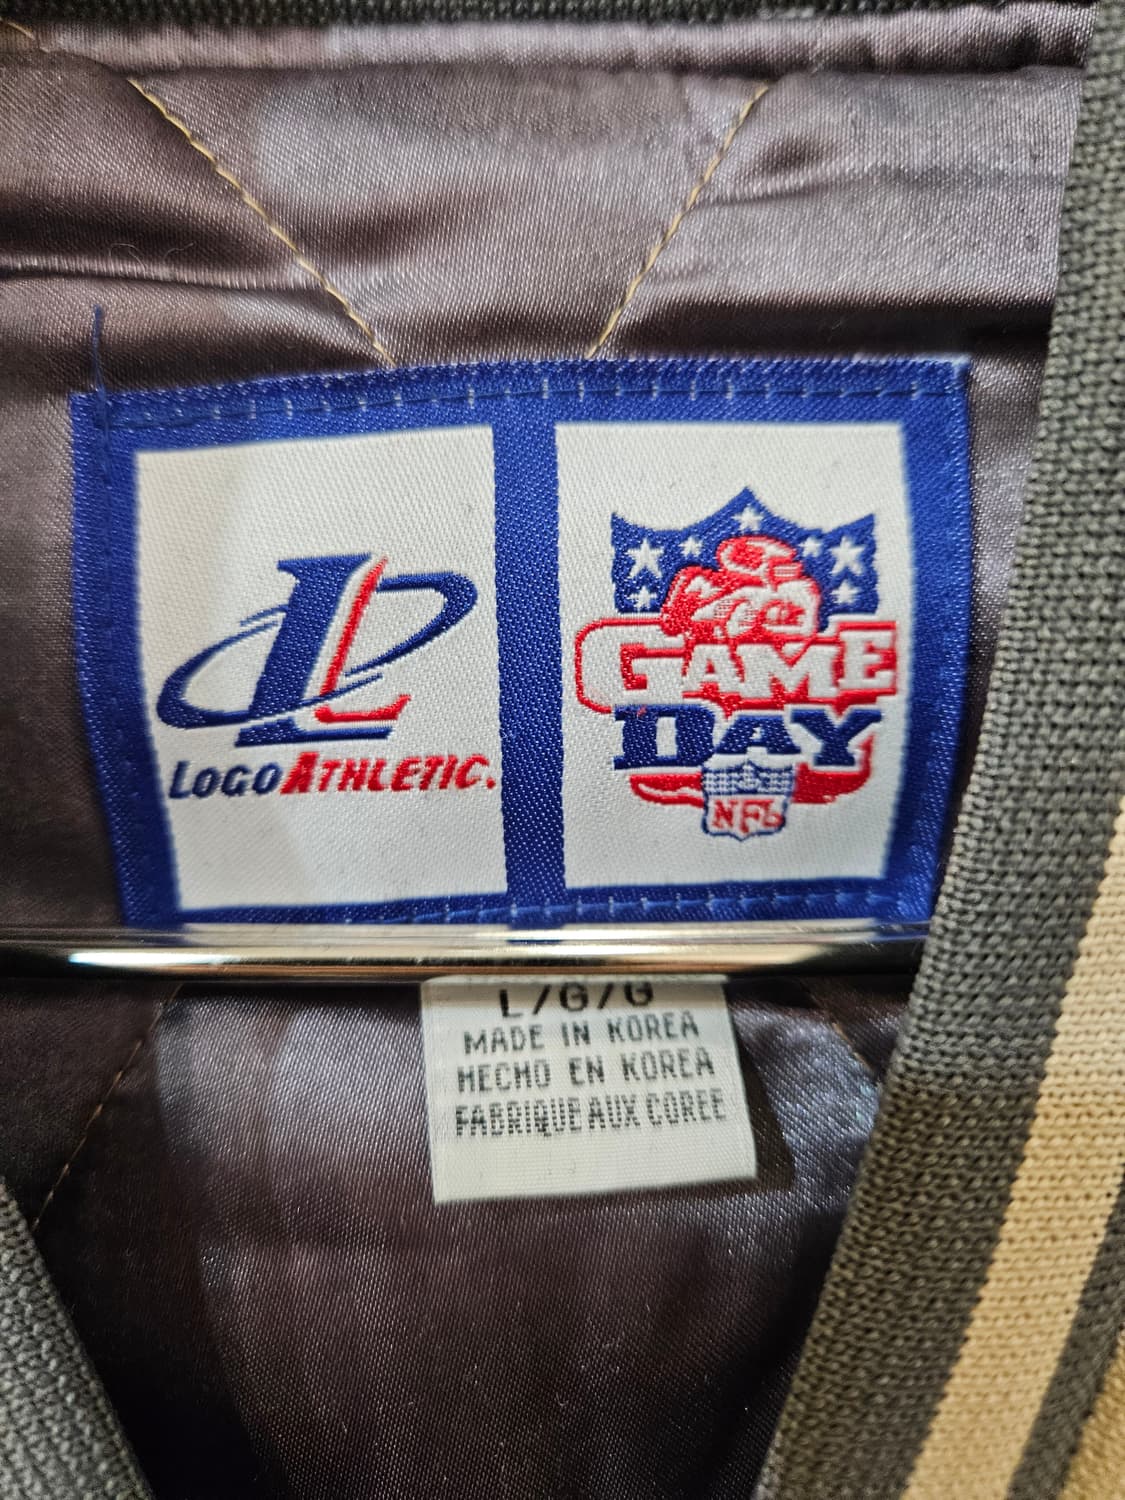 LOGOATHLETIC.
GAME
DAY
NFL
L/G/G
MADE IN KOREA
HECHO EN KOREA
FABRIQUE AUX COREE